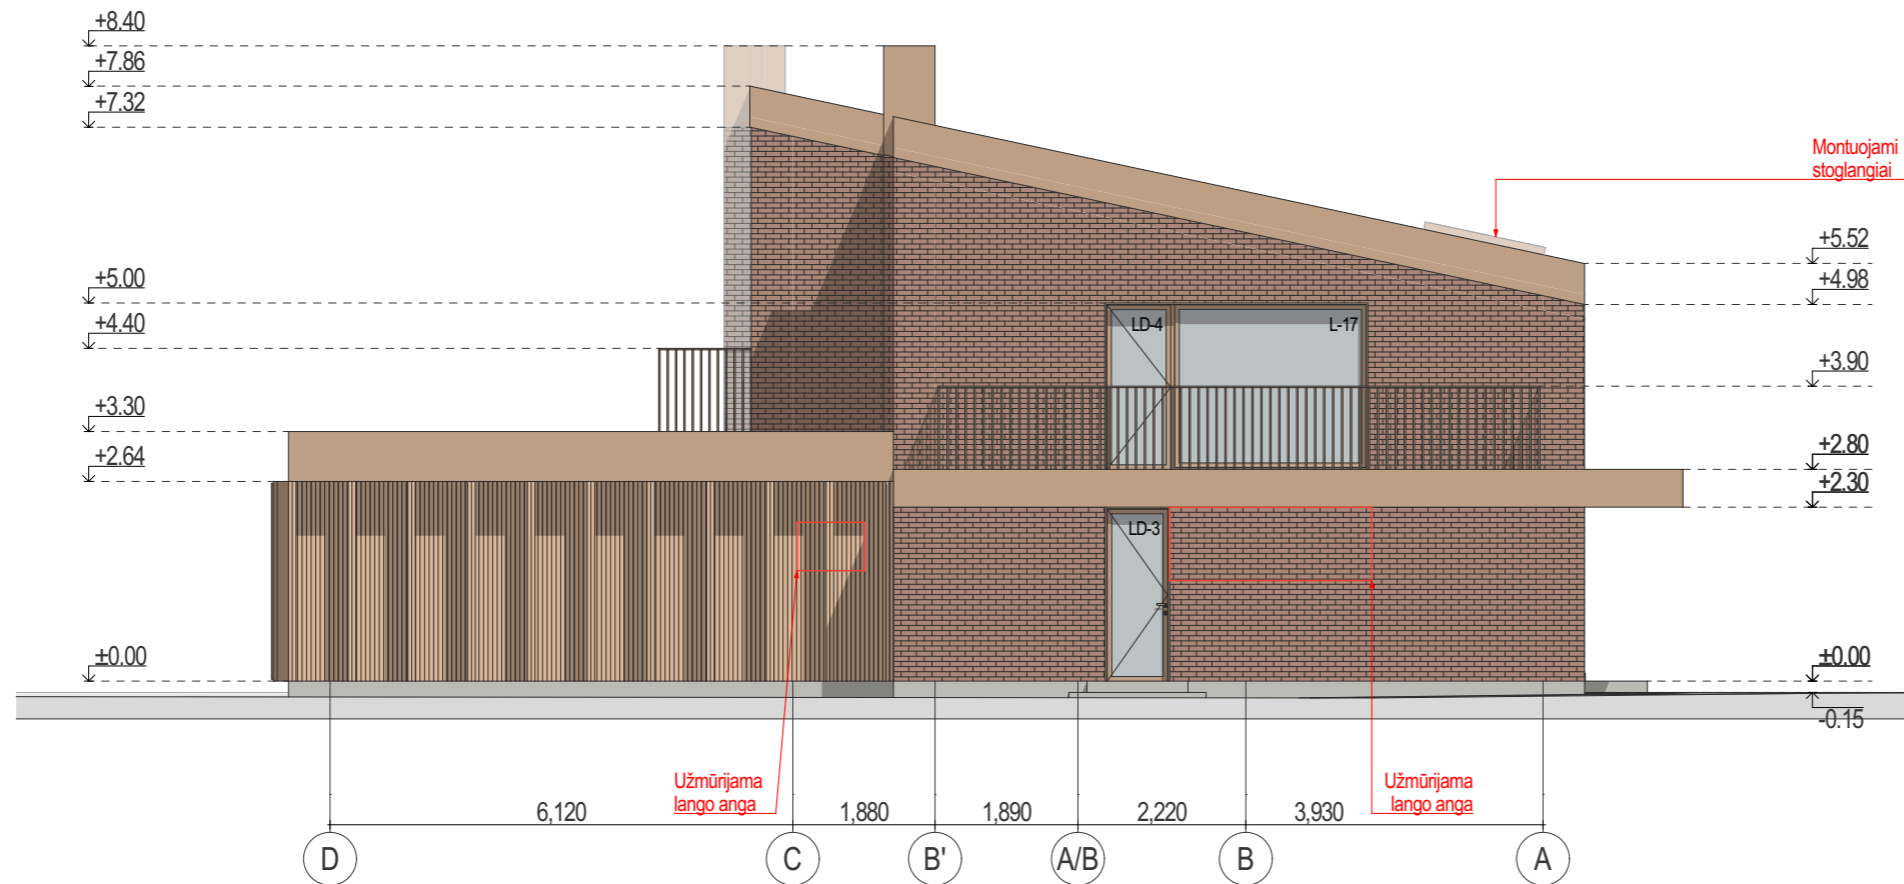 +8.40
+7.86
+7.32
+5.00
+4.40
+3.30
+2.64
±0.00
Montuojami
stoglangiai
+5.52
+4.98
+3.90
+2.80
+2.30
±0.00
-0.15
LD-4
L-17
LD-3
Užmūrijama
lango anga
Užmūrijama
lango anga
6,120
1,880
1,890
2,220
3,930
D
C
B'
A/B
B
A